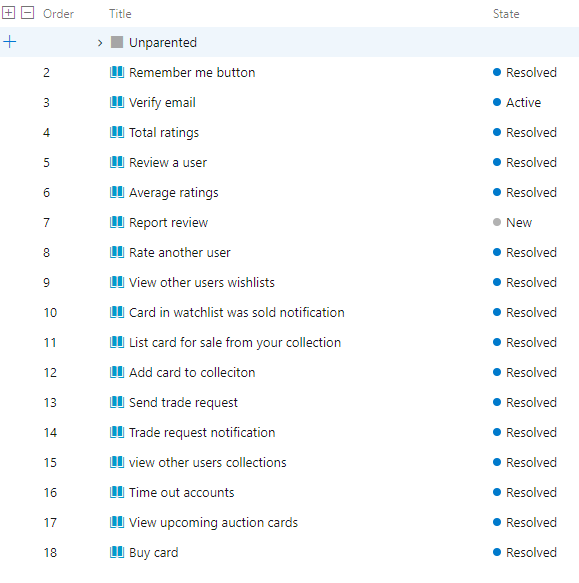 Order Title State
Unparented
2 Remember me button Resolved
3 Verify email Active
4 Total ratings Resolved
5 Review a user Resolved
6 Average ratings Resolved
7 Report review New
8 Rate another user Resolved
9 View other users wishlists Resolved
10 Card in watchlist was sold notification Resolved
11 List card for sale from your collection Resolved
12 Add card to colleciton Resolved
13 Send trade request Resolved
14 Trade request notification Resolved
15 view other users collections Resolved
16 Time out accounts Resolved
17 View upcoming auction cards Resolved
18 Buy card Resolved